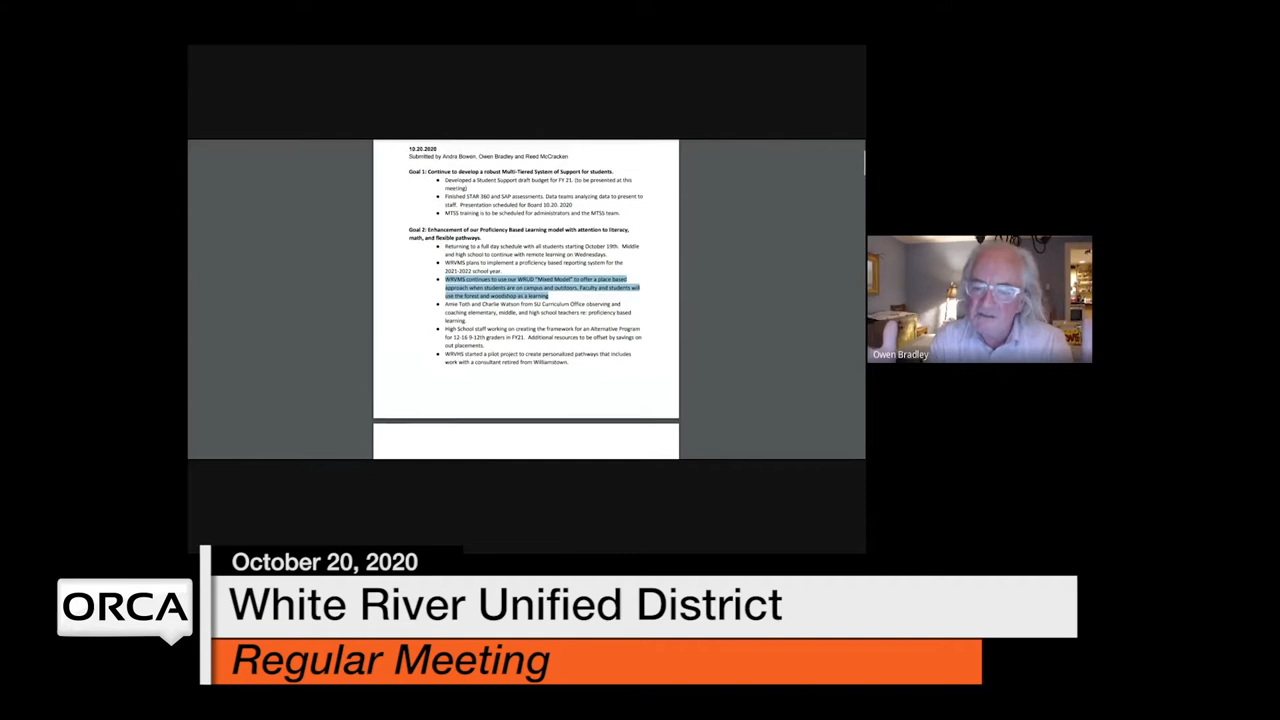 10.20.2020
Submitted by Andra Bowen, Owen Bradley and Reed McCracken
Goal 1: Continue to develop a robust Multi-Tiered System of Support for students.
● Developed a Student Support draft budget for FY 21. (to be presented at this
meeting)
● Finished STAR 360 and SAP assessments. Data teams analyzing data to present to
staff. Presentation scheduled for Board 10.20. 2020
● MTSS training is to be scheduled for administrators and the MTSS team.
Goal 2: Enhancement of our Proficiency Based Learning model with attention to literacy,
math, and flexible pathways.
● Returning to a full day schedule with all students starting October 19th. Middle
and high school to continue with remote learning on Wednesdays.
● WRVMS plans to implement a proficiency based reporting system for the
2021-2022 school year.
● WRVMS continues to use our WRUD "Mixed Model" to offer a place based
approach when students are on campus and outdoors. Faculty and students will
use the forest and woodshop as a learning
● Amie Toth and Charlie Watson from SU Curriculum Office observing and
coaching elementary, middle, and high school teachers re: proficiency based
learning.
● High School staff working on creating the framework for an Alternative Program
for 12-16 9-12th graders in FY21. Additional resources to be offset by savings on
out placements.
● WRVHS started a pilot project to create personalized pathways that includes
work with a consultant retired from Williamstown.
Owen Bradley
October 20, 2020
ORCA
White River Unified District
Regular Meeting